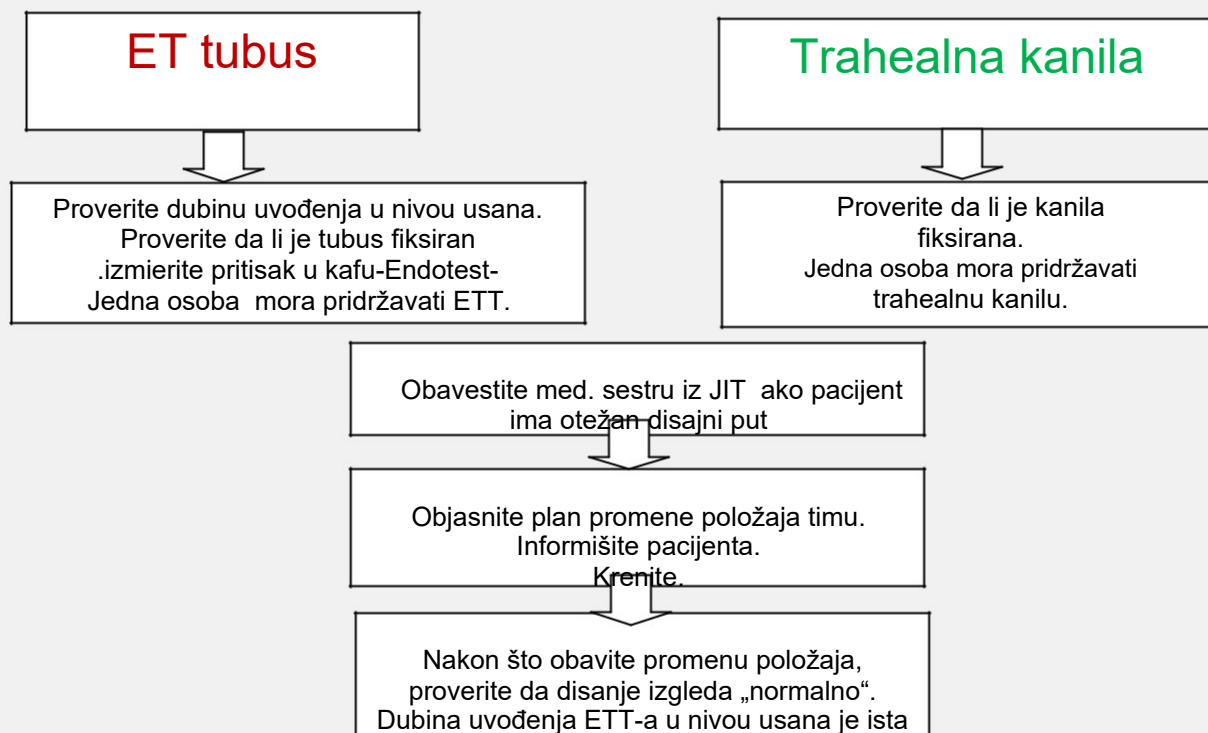 ET tubus
Trahealna kanila
Proverite dubinu uvođenja u nivou usana.
Proverite da li je tubus fiksiran
.izmierite pritisak u kafu-Endotest-
Jedna osoba mora pridržavati ETT.
Proverite da li je kanila
fiksirana.
Jedna osoba mora pridržavati
trahealnu kanilu.
Obavestite med. sestru iz JIT ako pacijent
ima otežan disajni put
Objasnite plan promene položaja timu.
Informišite pacijenta.
Krenite.
Nakon što obavite promenu položaja,
proverite da disanje izgleda „normalno“.
Dubina uvođenja ETT-a u nivou usana je ista